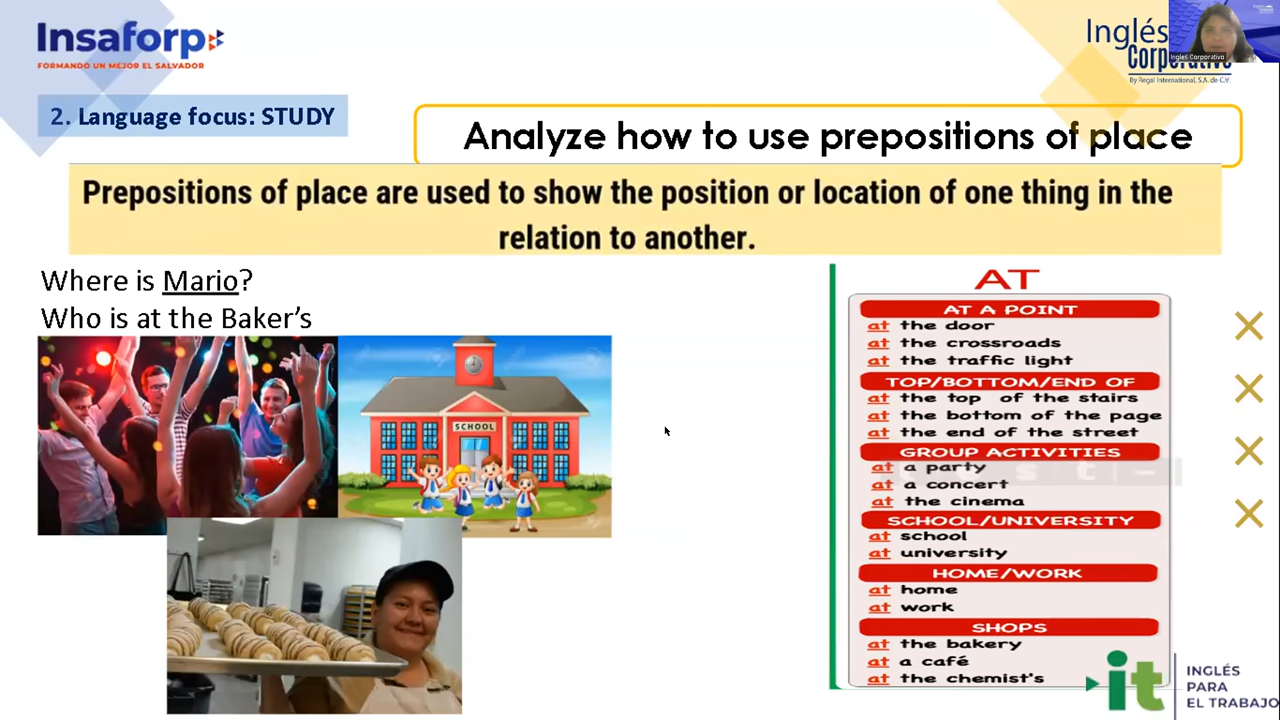 Insaforp
FORMANDO UN MEJOR EL SALVADOR
Inglés
Corporativo
By Regal International, S.A. de C.V.
Ingles Corporativo
2. Language focus: STUDY
Analyze how to use prepositions of place
Prepositions of place are used to show the position or location of one thing in the
relation to another.
Where is Mario?
Who is at the Baker's
SCHOOL
AT
AT A POINT
at the door
at the crossroads
at the traffic light
TOP/BOTTOM/END OF
at the top of the stairs
at the bottom of the page
at the end of the street
GROUP ACTIVITIES
at a party
at a concert
at the cinema
SCHOOL/UNIVERSITY
at school
at university
HOME/WORK
at home
at work
SHOPS
at the bakery
at a café
at the chemist's
it
INGLÉS
PARA
EL TRABAJO